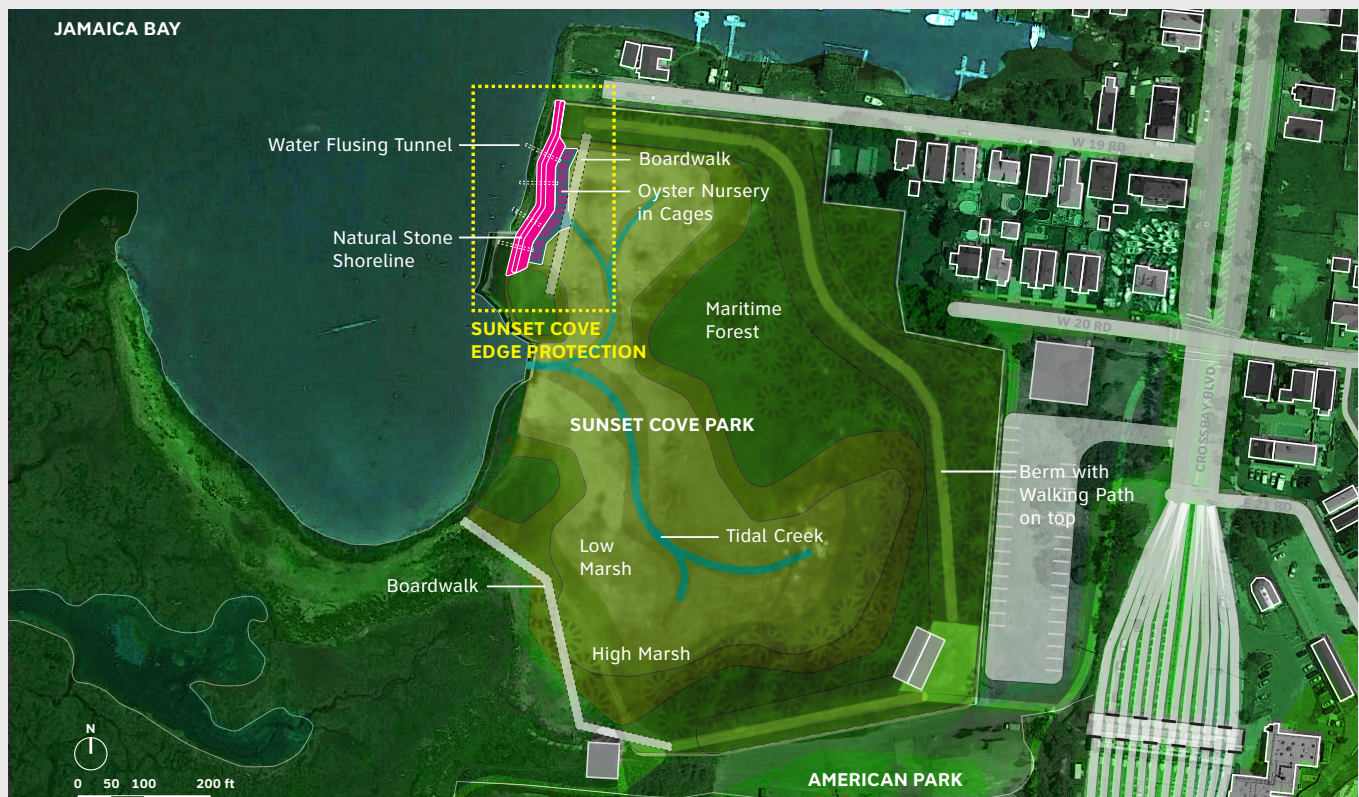 JAMAICA BAY
W 19 RD
Water Flusing Tunnel
Boardwalk
Oyster Nursery
in Cages
Natural Stone
Shoreline
Maritime
Forest
SUNSET COVE
EDGE PROTECTION
W 20 RD
CROSSBAY BLVD
SUNSET COVE PARK
Berm with
Walking Path
on top
E 21 RD
Tidal Creek
Low
Marsh
Boardwalk
High Marsh
N
0 50 100 200 ft
AMERICAN PARK